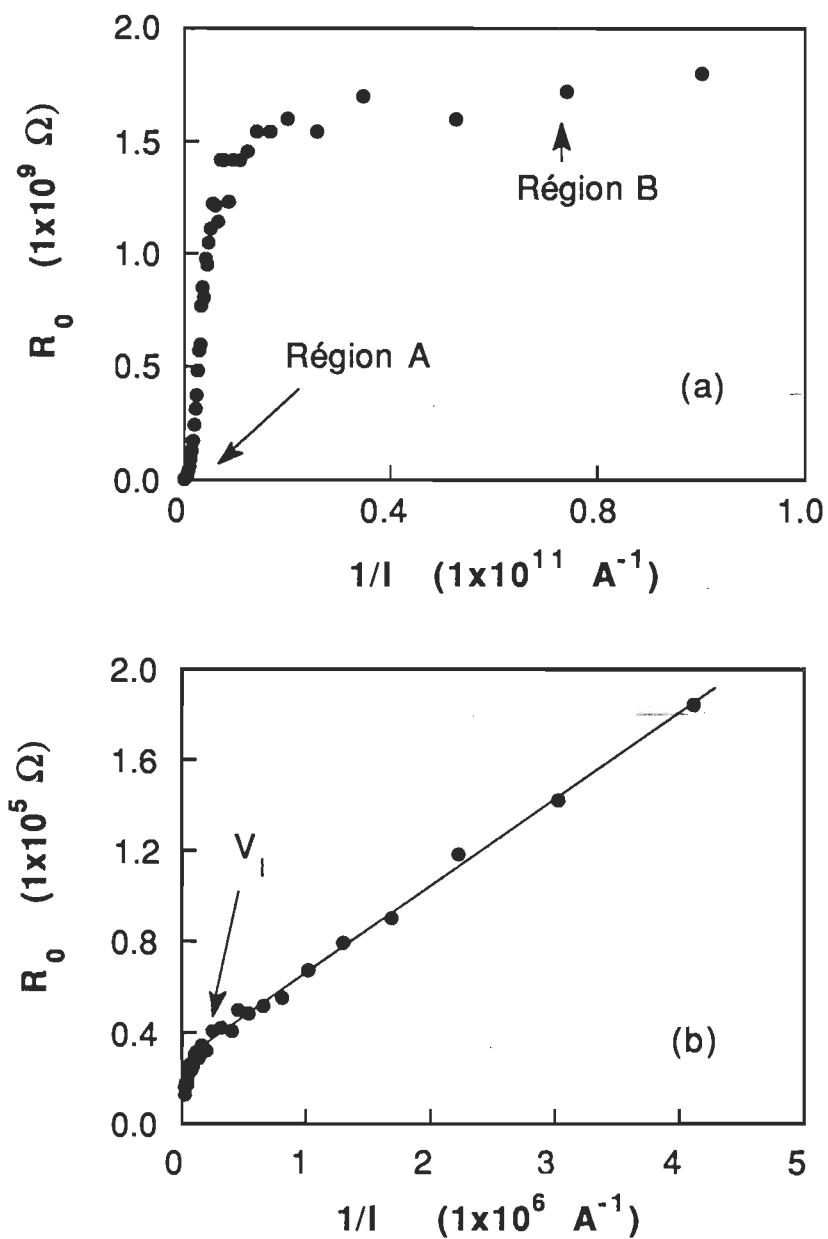 2.0
1.5
1.0
0.5
0.0
R0 (1x10^9 Ω)
Région B
Région A
(a)
0 0.4 0.8 1.0
1/I (1x10^11 A^-1)
2.0
1.6
1.2
0.8
0.4
0.0
R0 (1x10^5 Ω)
Vl
(b)
0 1 2 3 4 5
1/I (1x10^6 A^-1)